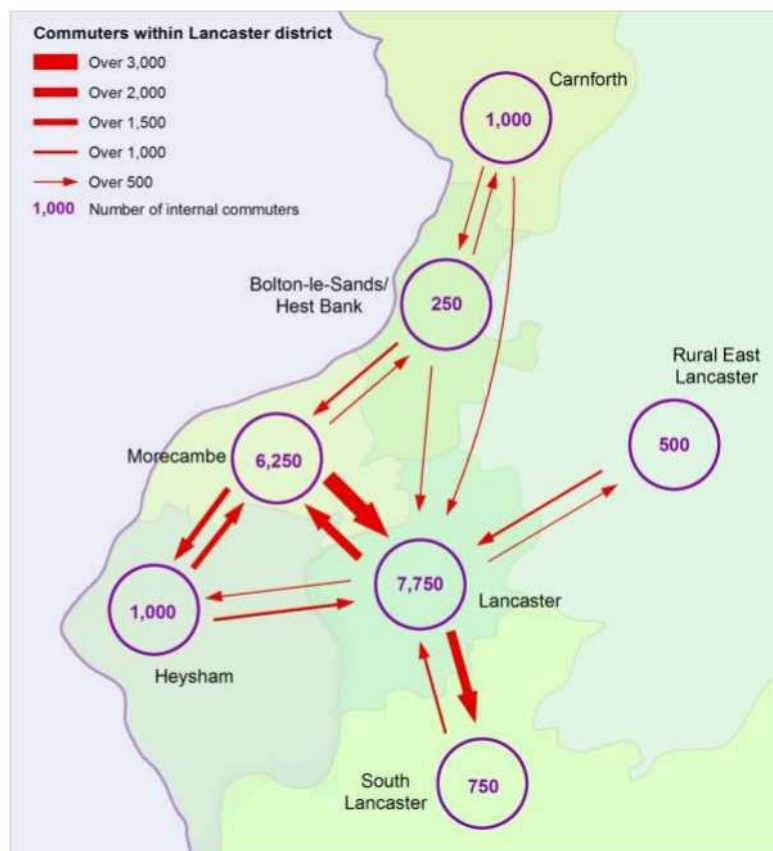 Commuters within Lancaster district
Over 3,000
Over 2,000
Over 1,500
Over 1,000
Over 500
1,000 Number of internal commuters
Carnforth
1,000
Bolton-le-Sands/
Hest Bank
250
Rural East
Lancaster
500
Morecambe
6,250
7,750
Lancaster
1,000
Heysham
South
Lancaster
750